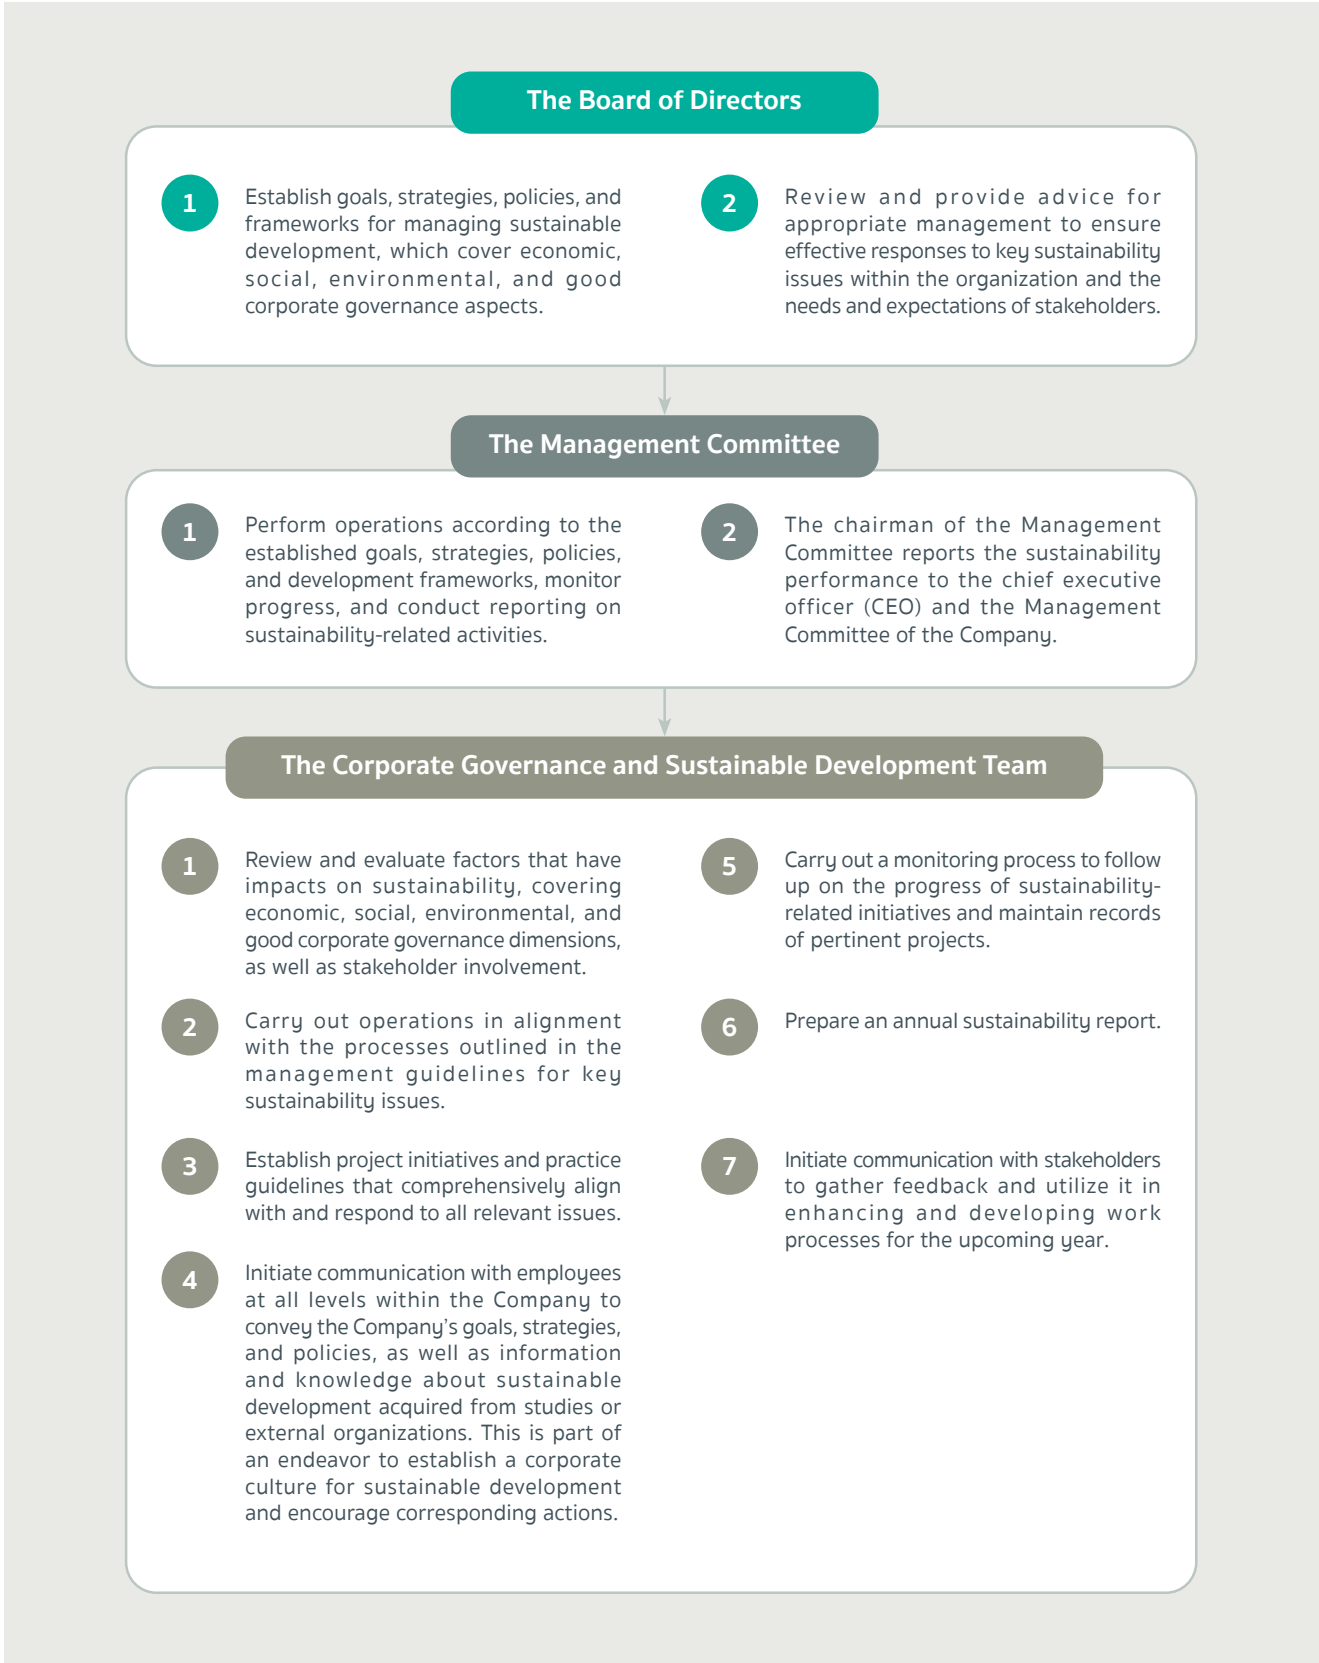 The Board of Directors
1
Establish goals, strategies, policies, and
frameworks for managing sustainable
development, which cover economic,
social, environmental, and good
corporate governance aspects.
2
Review and provide advice for
appropriate management to ensure
effective responses to key sustainability
issues within the organization and the
needs and expectations of stakeholders.
The Management Committee
1
Perform operations according to the
established goals, strategies, policies,
and development frameworks, monitor
progress, and conduct reporting on
sustainability-related activities.
2
The chairman of the Management
Committee reports the sustainability
performance to the chief executive
officer (CEO) and the Management
Committee of the Company.
The Corporate Governance and Sustainable Development Team
1
Review and evaluate factors that have
impacts on sustainability, covering
economic, social, environmental, and
good corporate governance dimensions,
as well as stakeholder involvement.
2
Carry out operations in alignment
with the processes outlined in the
management guidelines for key
sustainability issues.
3
Establish project initiatives and practice
guidelines that comprehensively align
with and respond to all relevant issues.
4
Initiate communication with employees
at all levels within the Company to
convey the Company's goals, strategies,
and policies, as well as information
and knowledge about sustainable
development acquired from studies or
external organizations. This is part of
an endeavor to establish a corporate
culture for sustainable development
and encourage corresponding actions.
5
Carry out a monitoring process to follow
up on the progress of sustainability-
related initiatives and maintain records
of pertinent projects.
6
Prepare an annual sustainability report.
7
Initiate communication with stakeholders
to gather feedback and utilize it in
enhancing and developing work
processes for the upcoming year.